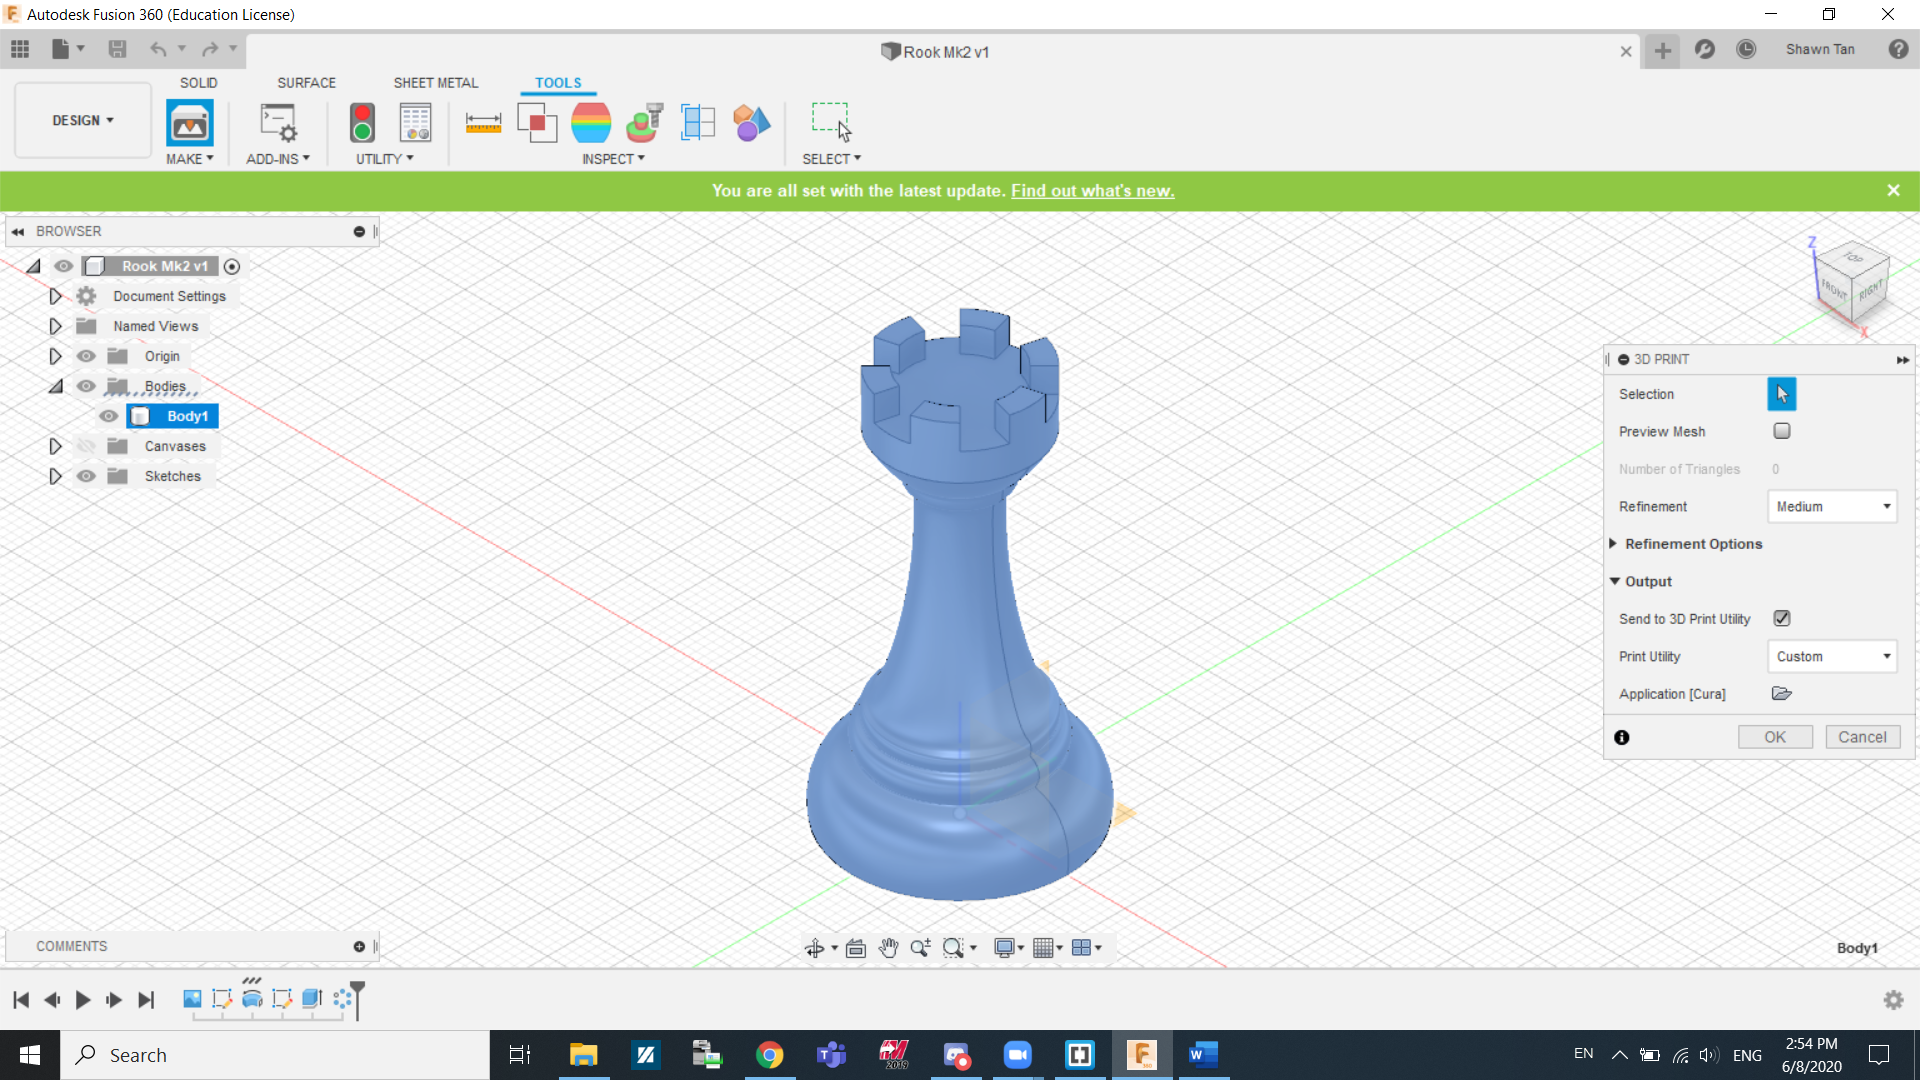 Autodesk Fusion 360 (Education License)
Rook Mk2 v1
Shawn Tan
SOLID SURFACE SHEET METAL TOOLS
DESIGN
MAKE ADD-INS UTILITY INSPECT SELECT
You are all set with the latest update. Find out what's new.
BROWSER
Rook Mk2 v1
Document Settings
Named Views
Origin
Bodies
Body1
Canvases
Sketches
Z
TOP
FRONT RIGHT
X
3D PRINT
Selection
Preview Mesh
Number of Triangles 0
Refinement Medium
Refinement Options
Output
Send to 3D Print Utility
Print Utility Custom
Application [Cura]
OK Cancel
COMMENTS
Body1
Search
2019
EN ENG
2:54 PM
6/8/2020